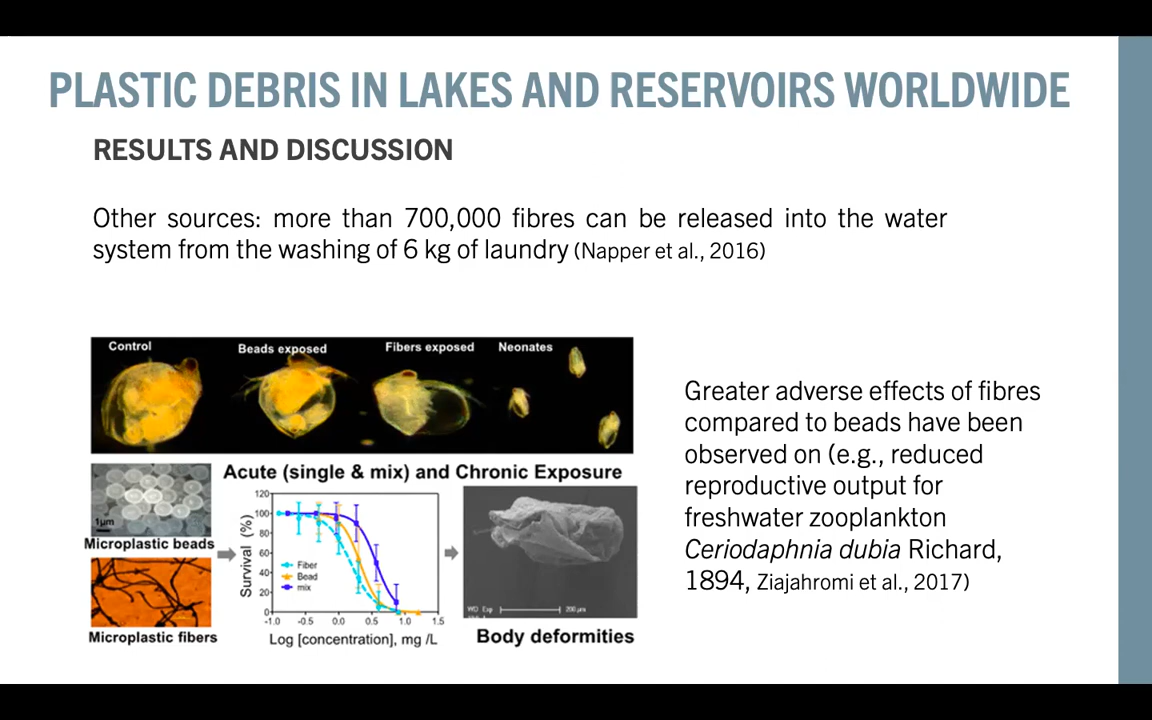 PLASTIC DEBRIS IN LAKES AND RESERVOIRS WORLDWIDE
RESULTS AND DISCUSSION
Other sources: more than 700,000 fibres can be released into the water
system from the washing of 6 kg of laundry (Napper et al., 2016)
Control
Beads exposed
Fibers exposed
Neonates
Acute (single & mix) and Chronic Exposure
1μm
Microplastic beads
Microplastic fibers
Survival (%)
120
100
80
60
40
20
0
Fiber
Bead
mix
-1.0 -0.5 0.0 0.5 1.0 1.5
Log [concentration], mg /L
WD Exp
200 μm
Body deformities
Greater adverse effects of fibres
compared to beads have been
observed on (e.g., reduced
reproductive output for
freshwater zooplankton
Ceriodaphnia dubia Richard,
1894, Ziajahromi et al., 2017)